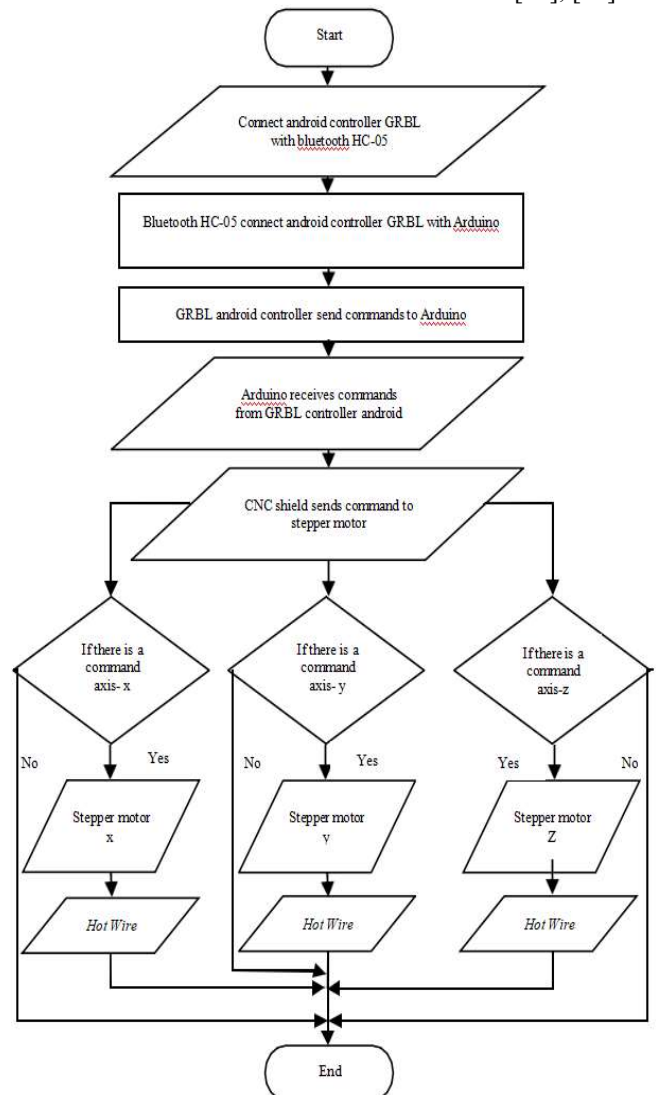 Start
Connect android controller GRBL
with bluetooth HC-05
Bluetooth HC-05 connect android controller GRBL with Arduino
GRBL android controller send commands to Arduino
Arduino receives commands
from GRBL controller android
CNC shield sends command to
stepper motor
If there is a
command
axis- x
If there is a
command
axis- y
If there is a
command
axis-z
No
Yes
No
Yes
Yes
No
Stepper motor
x
Stepper motor
y
Stepper motor
Z
Hot Wire
Hot Wire
Hot Wire
End